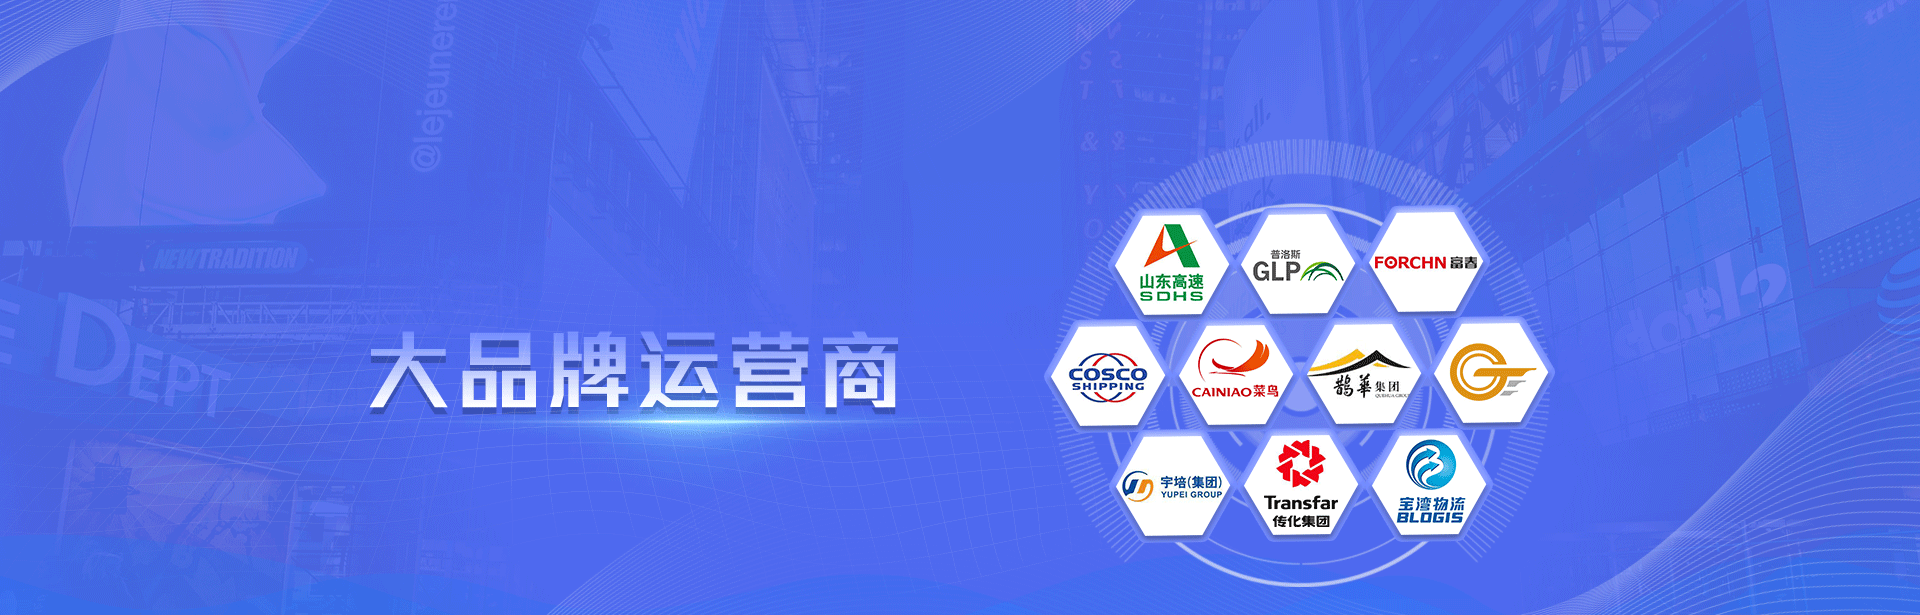 @lejeunere
NEWTRADITION
E DEPT
大品牌运营商
山东高速
SDHS
普洛斯
GLP
FORCHN 富春
COSCO
SHIPPING
CAINIAO 菜鸟
鹊華集团
QUEHUA GROUP
宇培(集团)
YUPEI GROUP
Transfar
传化集团
宝湾物流
BLOGIS